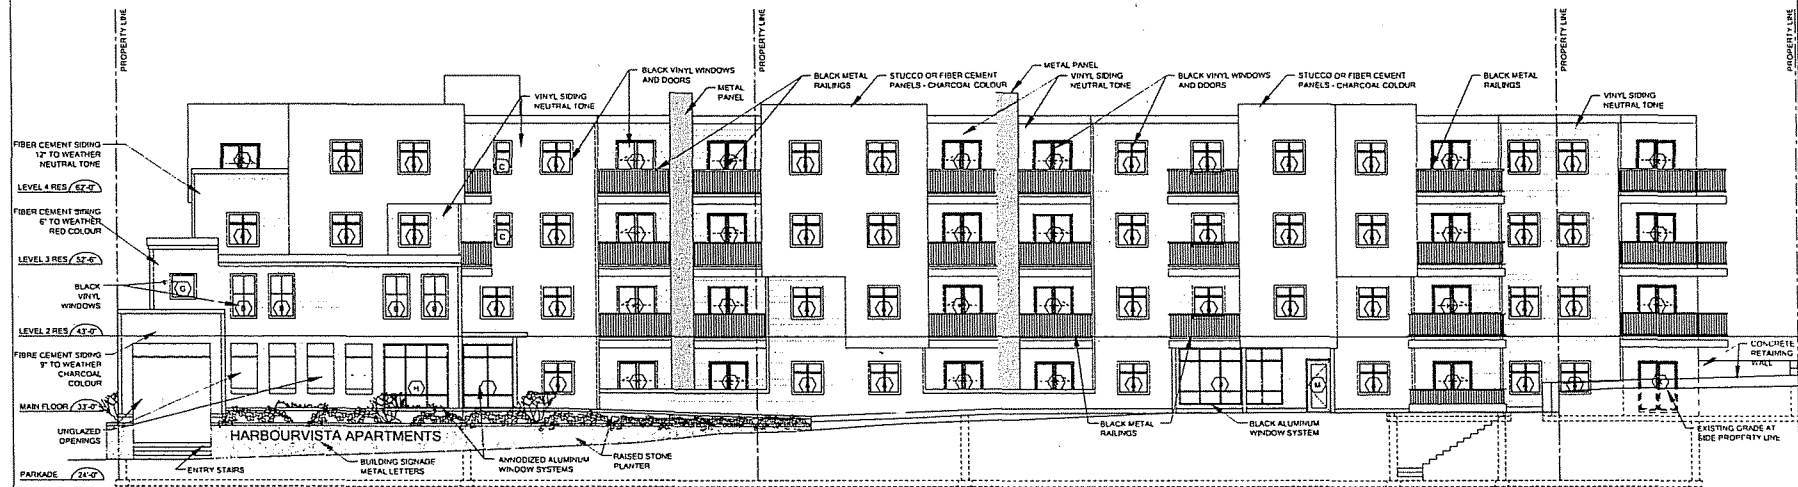 PROPERTY LINE
PROPERTY LINE
PROPERTY LINE
PROPERTY LINE
BLACK VINYL WINDOWS
AND DOORS
METAL
PANEL
VINYL SIDING
NEUTRAL TONE
BLACK METAL
RAILINGS
STUCCO OR FIBER CEMENT
PANELS - CHARCOAL COLOUR
METAL PANEL
VINYL SIDING
NEUTRAL TONE
BLACK VINYL WINDOWS
AND DOORS
STUCCO OR FIBER CEMENT
PANELS - CHARCOAL COLOUR
BLACK METAL
RAILINGS
VINYL SIDING
NEUTRAL TONE
FIBER CEMENT SIDING
12" TO WEATHER
NEUTRAL TONE
LEVEL 4 RES 62'-0"
FIBER CEMENT SIDING
6" TO WEATHER
RED COLOUR
LEVEL 3 RES 52'-6"
BLACK
VINYL
WINDOWS
LEVEL 2 RES 43'-0"
FIBRE CEMENT SIDING
9" TO WEATHER
CHARCOAL
COLOUR
MAIN FLOOR 33'-0"
UNGLAZED
OPENINGS
PARKADE 24'-0"
C
C
G
H
M
HARBOURVISTA APARTMENTS
ENTRY STAIRS
BUILDING SIGNAGE
METAL LETTERS
ANNODIZED ALUMINUM
WINDOW SYSTEMS
RAISED STONE
PLANTER
BLACK METAL
RAILINGS
BLACK ALUMINUM
WINDOW SYSTEM
CONCRETE
RETAINING
WALL
EXISTING GRADE AT
SIDE PROPERTY LINE